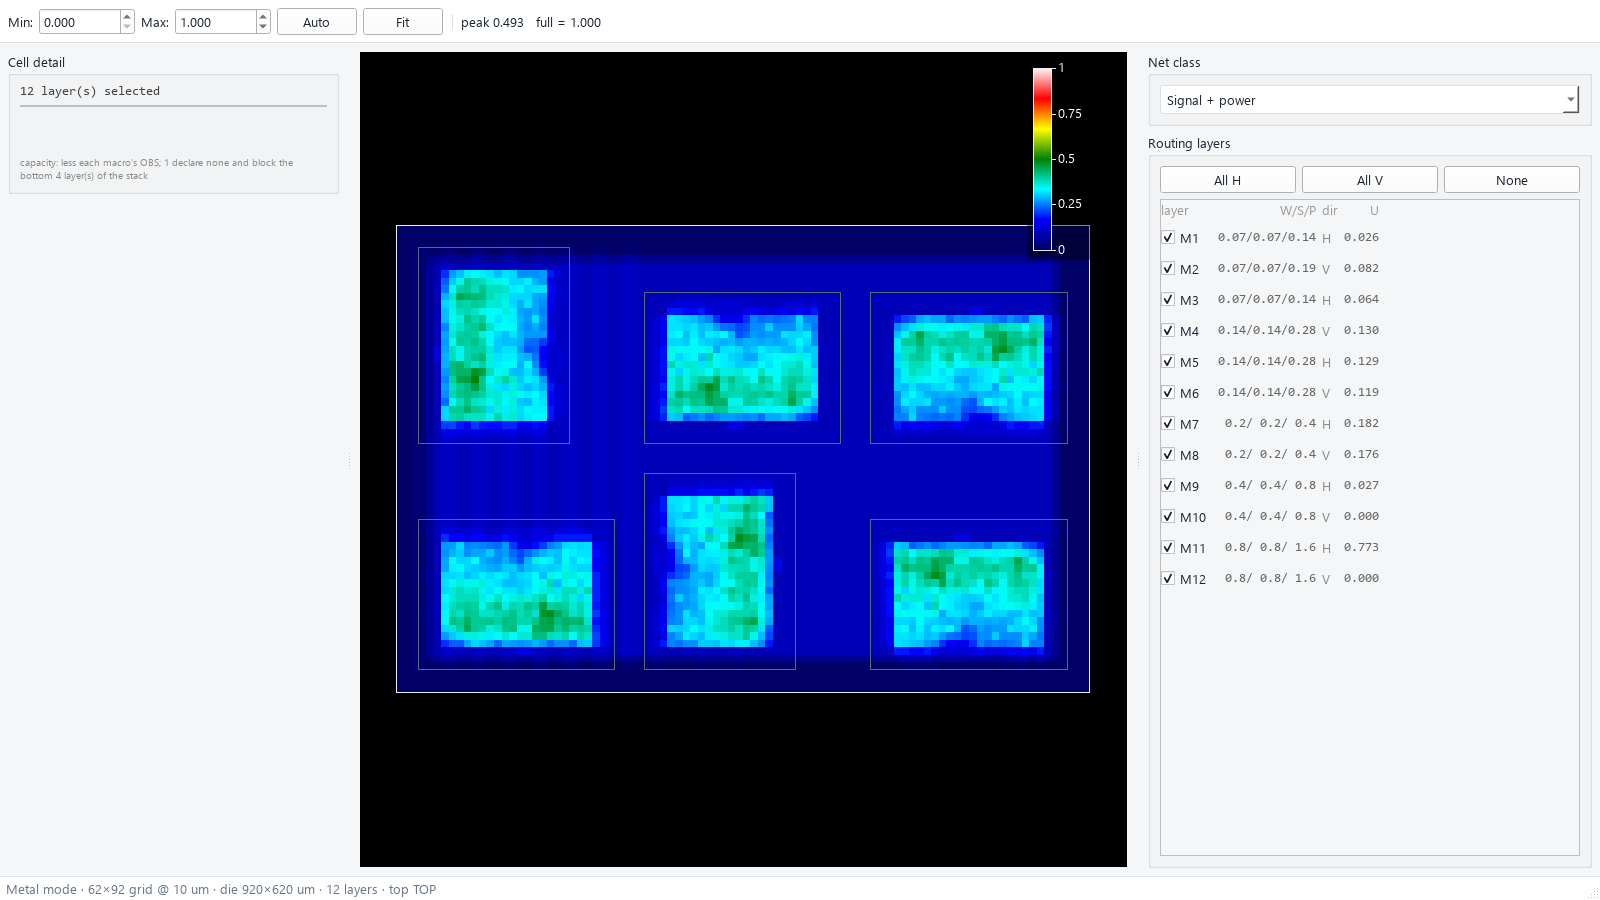 Min: 0.000 Max: 1.000 Auto Fit peak 0.493 full = 1.000
Cell detail
12 layer(s) selected
capacity: less each macro's OBS; 1 declare none and block the
bottom 4 layer(s) of the stack
1
0.75
0.5
0.25
0
Net class
Signal + power
Routing layers
All H All V None
layer W/S/P dir U
M1 0.07/0.07/0.14 H 0.026
M2 0.07/0.07/0.19 V 0.082
M3 0.07/0.07/0.14 H 0.064
M4 0.14/0.14/0.28 V 0.130
M5 0.14/0.14/0.28 H 0.129
M6 0.14/0.14/0.28 V 0.119
M7 0.2/ 0.2/ 0.4 H 0.182
M8 0.2/ 0.2/ 0.4 V 0.176
M9 0.4/ 0.4/ 0.8 H 0.027
M10 0.4/ 0.4/ 0.8 V 0.000
M11 0.8/ 0.8/ 1.6 H 0.773
M12 0.8/ 0.8/ 1.6 V 0.000
Metal mode · 62×92 grid @ 10 um · die 920×620 um · 12 layers · top TOP